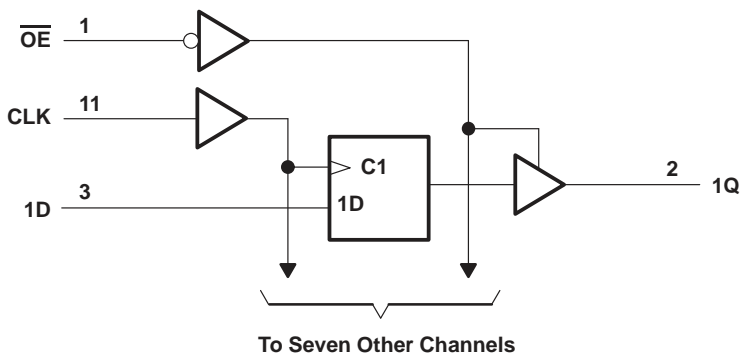 OE 1
CLK 11
C1
1D 3 1D 2 1Q
To Seven Other Channels